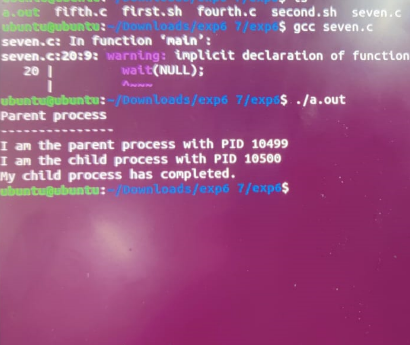 a.out fifth.c first.sh fourth.c second.sh seven.c
ubuntu@ubuntu:~/Downloads/exp6 7/exp6$ gcc seven.c
seven.c: In function 'main':
seven.c:20:9: warning: implicit declaration of function
20 | wait(NULL);
| ^~~~
ubuntu@ubuntu:~/Downloads/exp6 7/exp6$ ./a.out
Parent process
---------------
I am the parent process with PID 10499
I am the child process with PID 10500
My child process has completed.
ubuntu@ubuntu:~/Downloads/exp6 7/exp6$